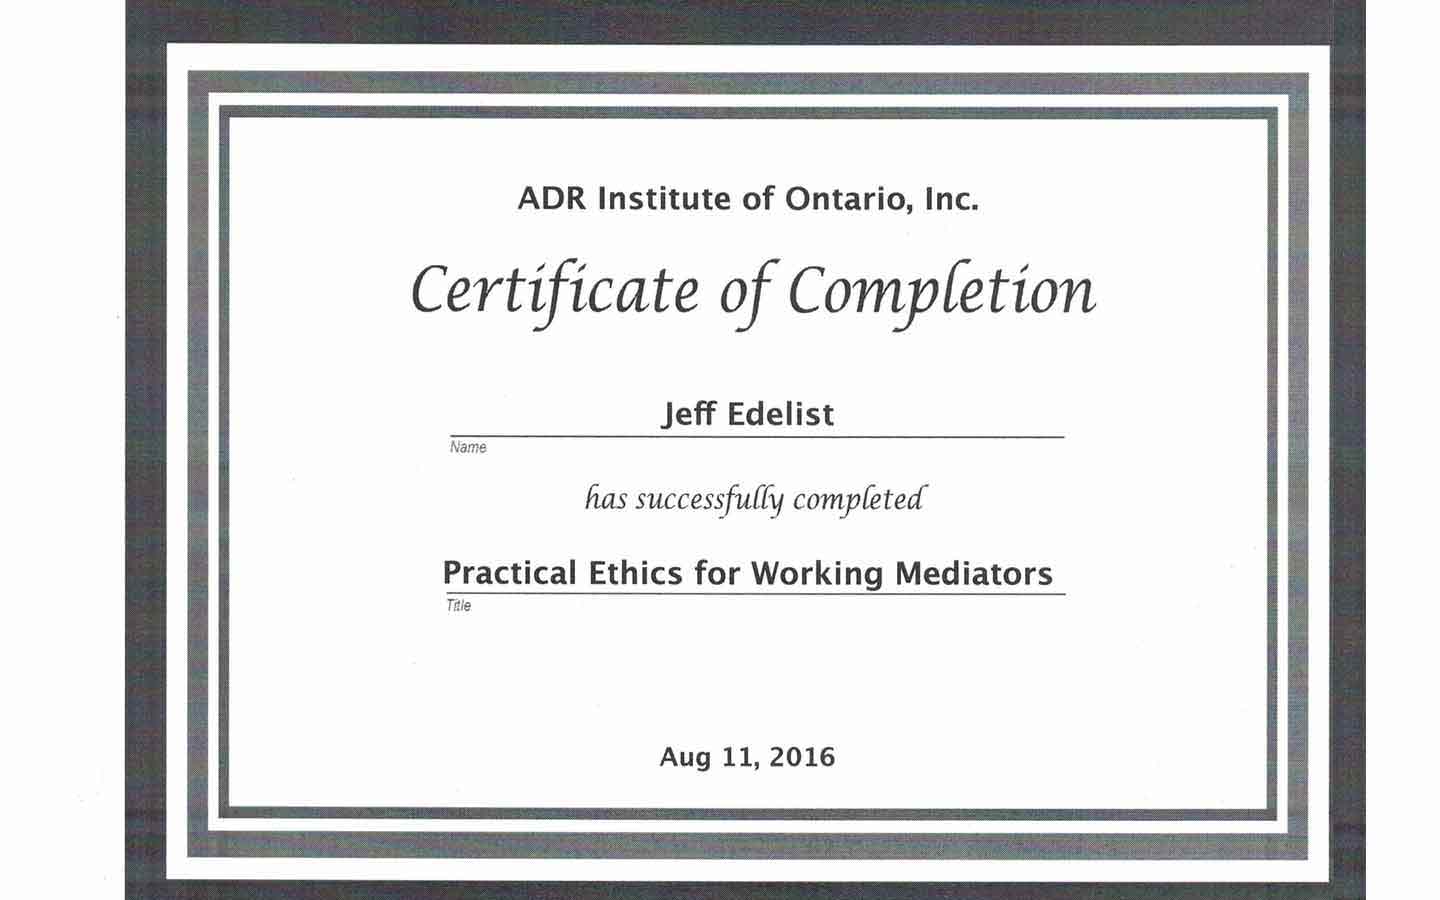 ADR Institute of Ontario, Inc.
Certificate of Completion
Jeff Edelist
Name
has successfully completed
Practical Ethics for Working Mediators
Title
Aug 11, 2016